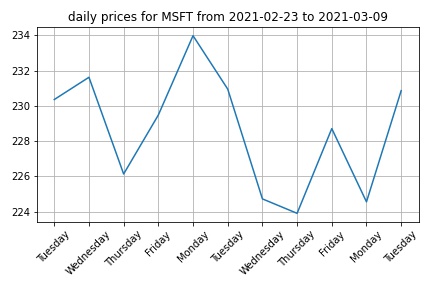 daily prices for MSFT from 2021-02-23 to 2021-03-09
234
232
230
228
226
224
Tuesday
Wednesday
Thursday
Friday
Monday
Tuesday
Wednesday
Thursday
Friday
Monday
Tuesday